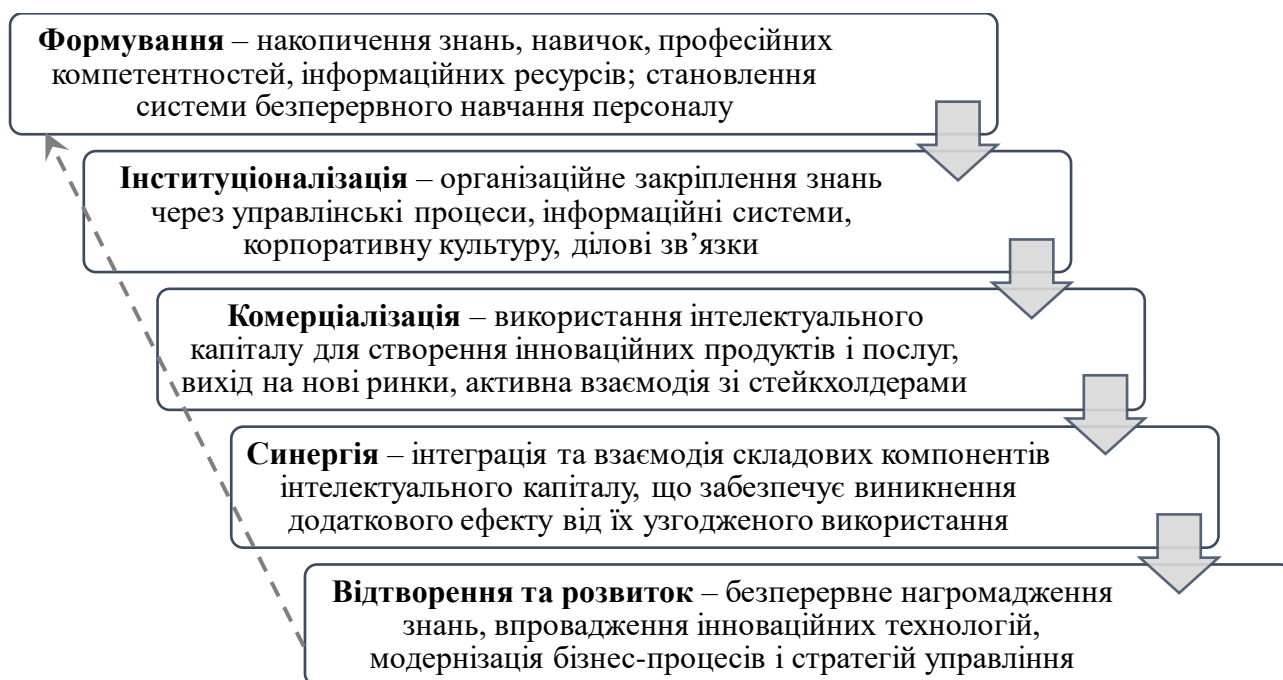 Формування – накопичення знань, навичок, професійних
компетентностей, інформаційних ресурсів; становлення
системи безперервного навчання персоналу
Інституціоналізація – організаційне закріплення знань
через управлінські процеси, інформаційні системи,
корпоративну культуру, ділові зв’язки
Комерціалізація – використання інтелектуального
капіталу для створення інноваційних продуктів і послуг,
вихід на нові ринки, активна взаємодія зі стейкхолдерами
Синергія – інтеграція та взаємодія складових компонентів
інтелектуального капіталу, що забезпечує виникнення
додаткового ефекту від їх узгодженого використання
Відтворення та розвиток – безперервне нагромадження
знань, впровадження інноваційних технологій,
модернізація бізнес-процесів і стратегій управління